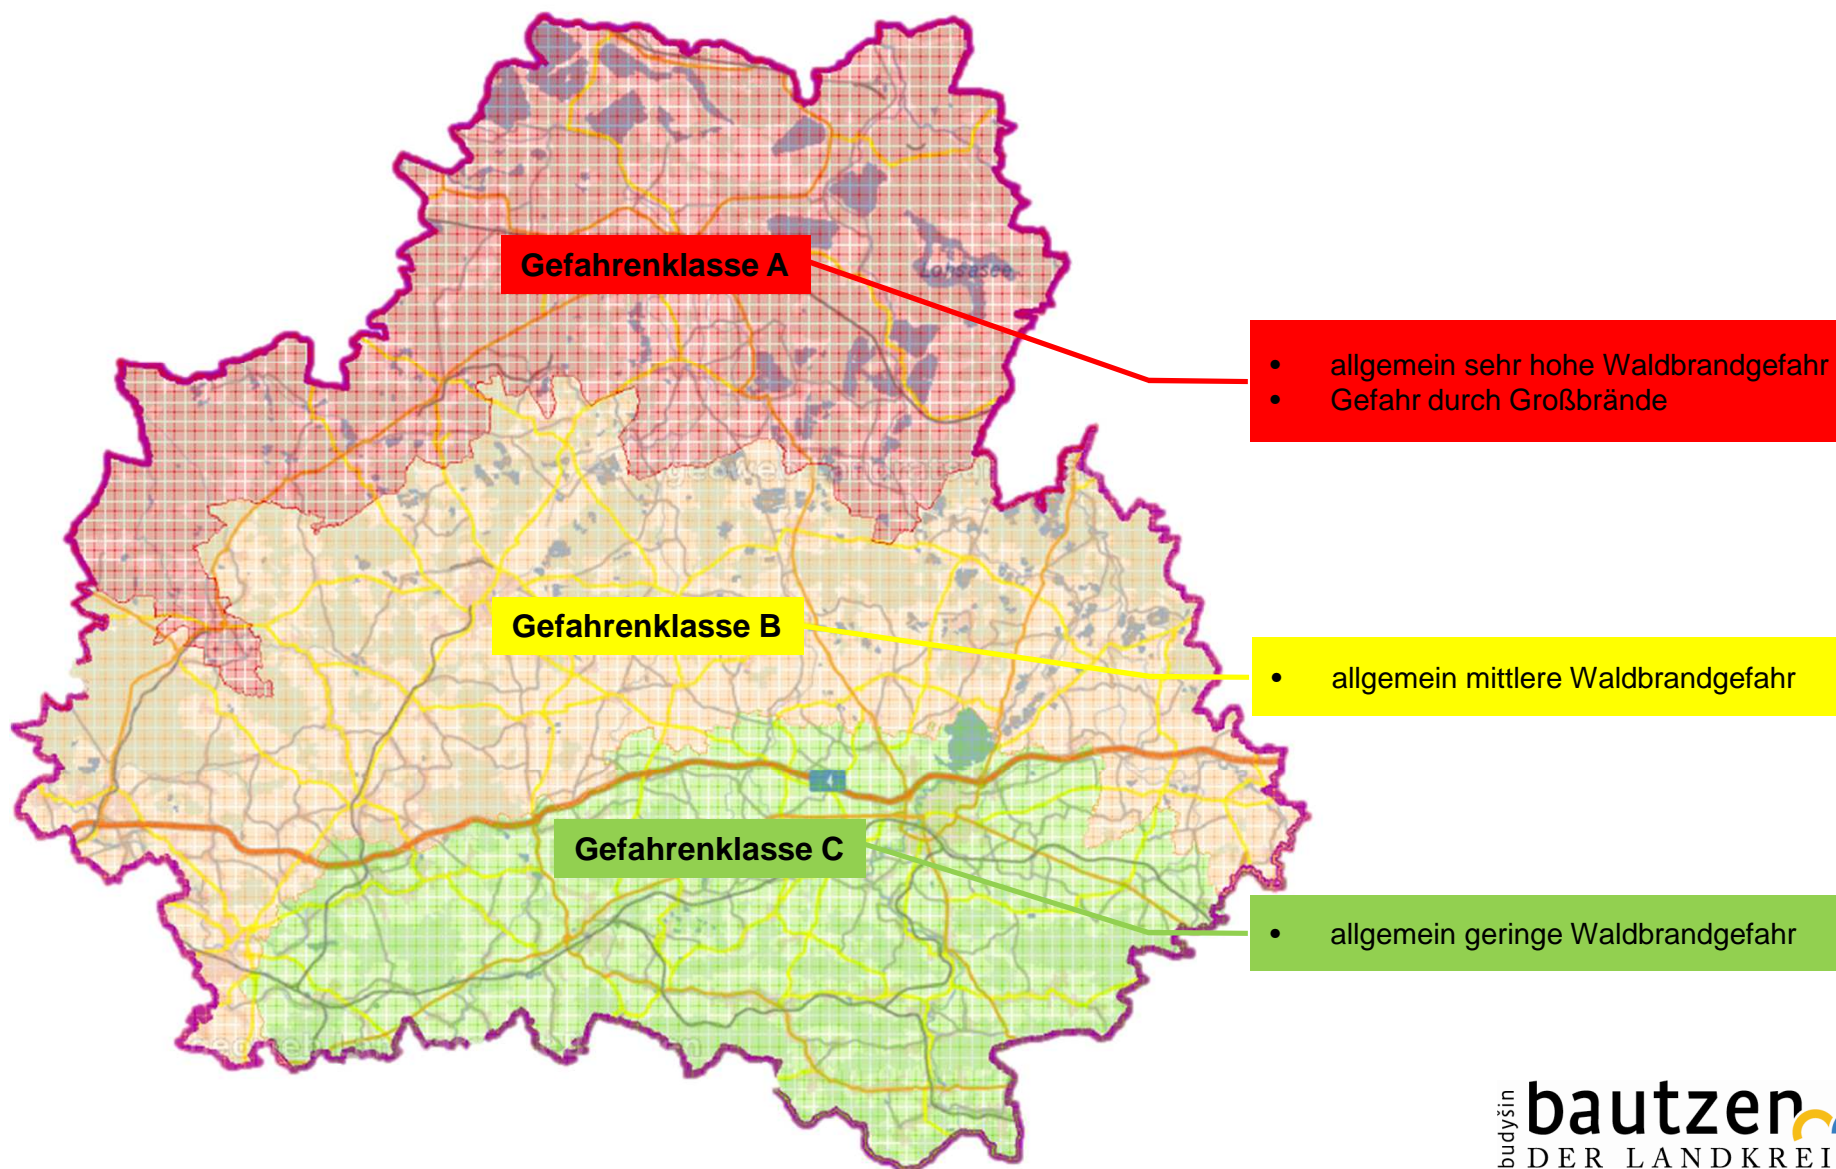 Gefahrenklasse A
Lohsasee
• allgemein sehr hohe Waldbrandgefahr
• Gefahr durch Großbrände
Gefahrenklasse B
• allgemein mittlere Waldbrandgefahr
4
Gefahrenklasse C
• allgemein geringe Waldbrandgefahr
budyšin
bautzen
DER LANDKREI